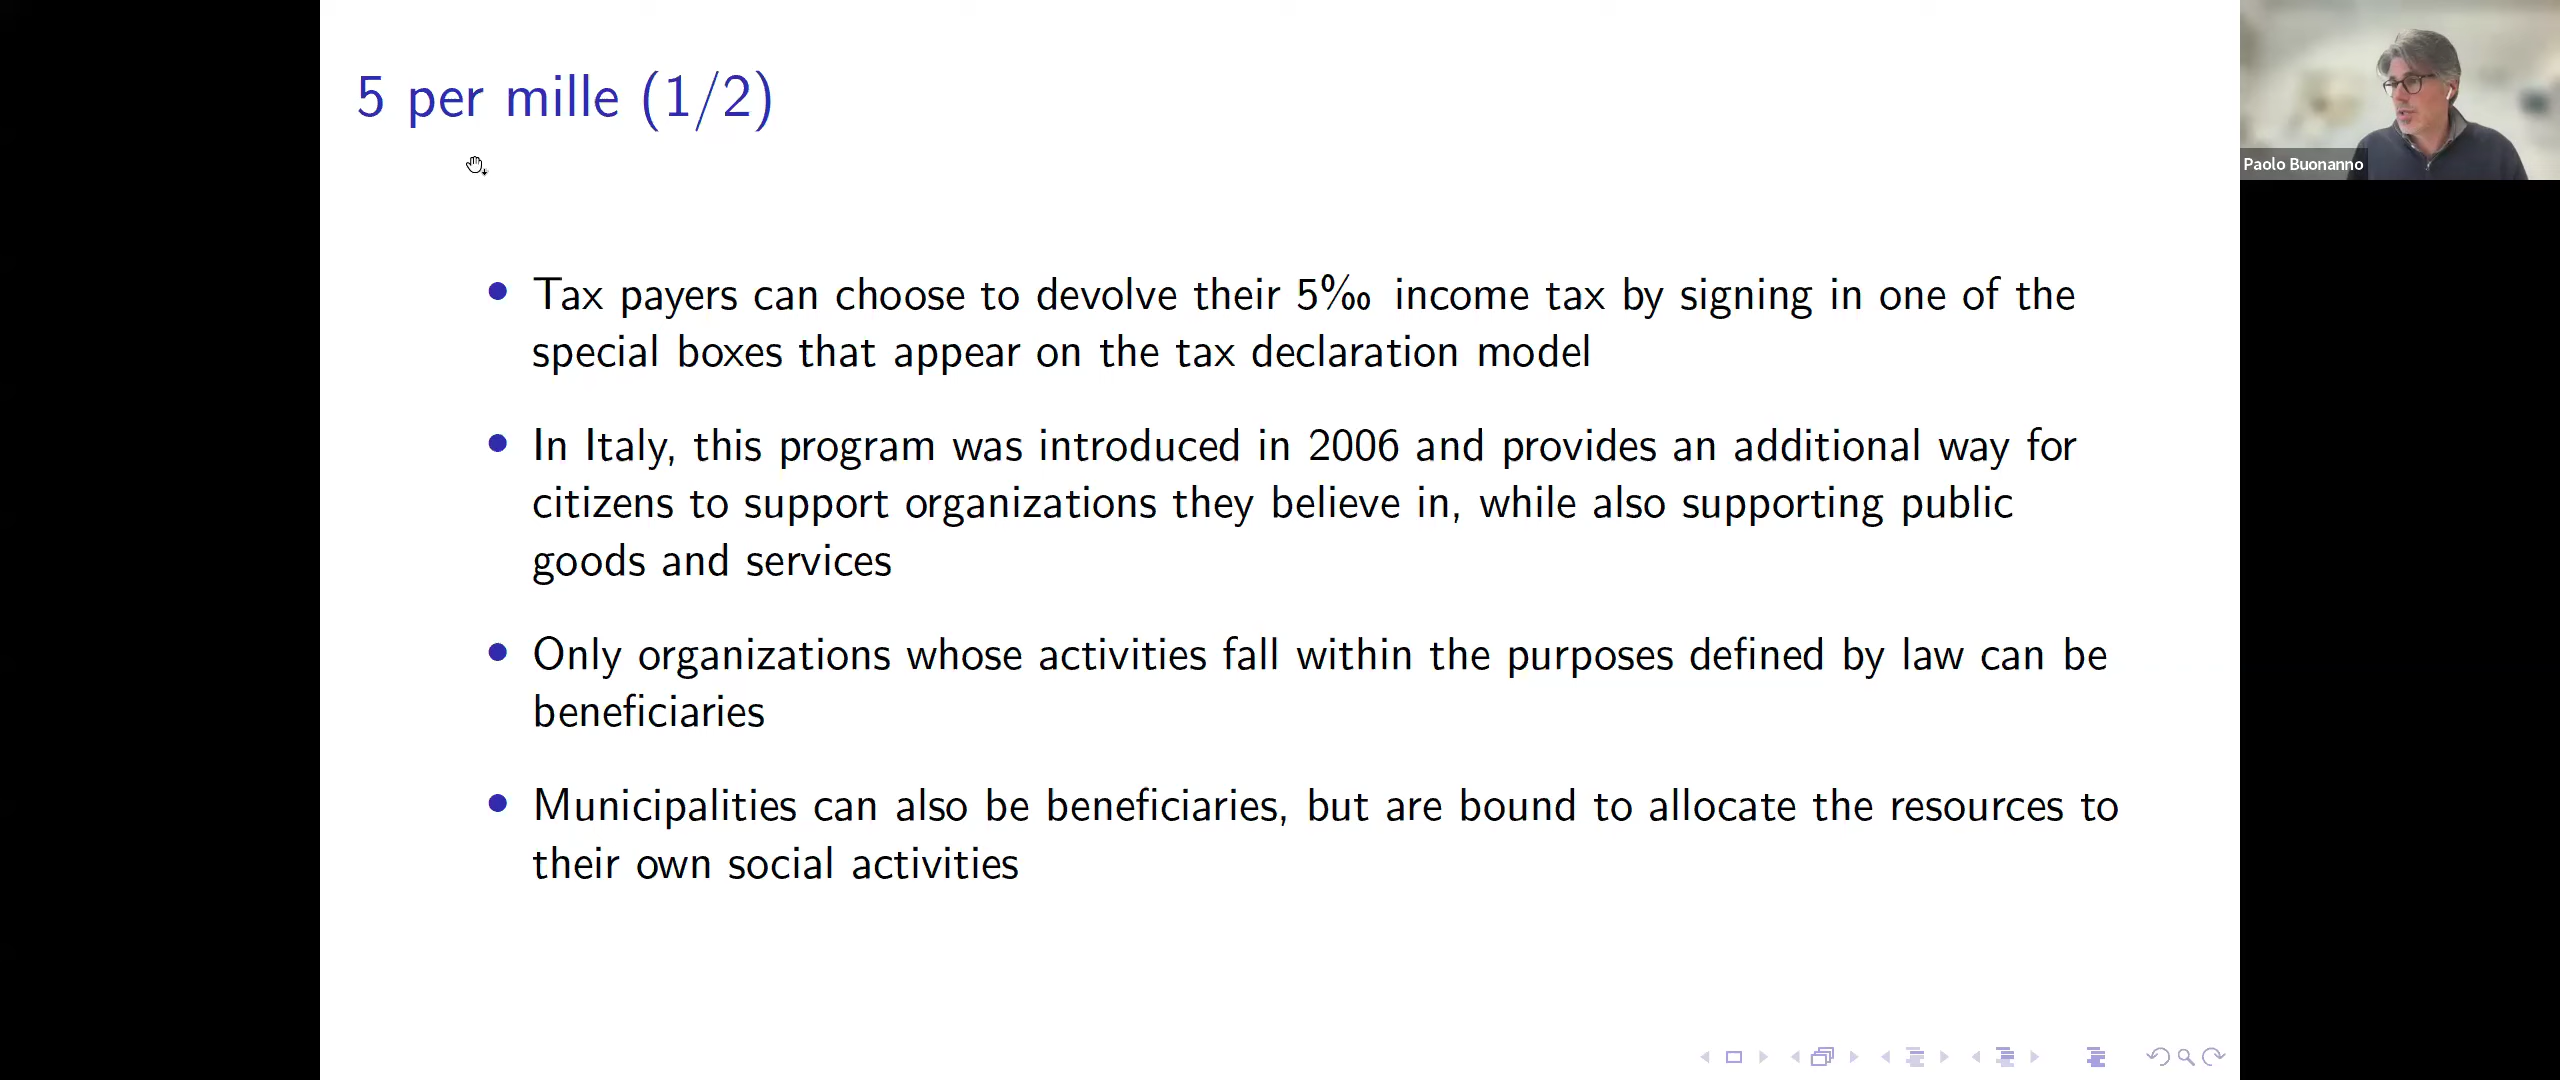 5 per mille (1/2)
Paolo Buonanno
• Tax payers can choose to devolve their 5‰ income tax by signing in one of the
special boxes that appear on the tax declaration model
• In Italy, this program was introduced in 2006 and provides an additional way for
citizens to support organizations they believe in, while also supporting public
goods and services
• Only organizations whose activities fall within the purposes defined by law can be
beneficiaries
• Municipalities can also be beneficiaries, but are bound to allocate the resources to
their own social activities